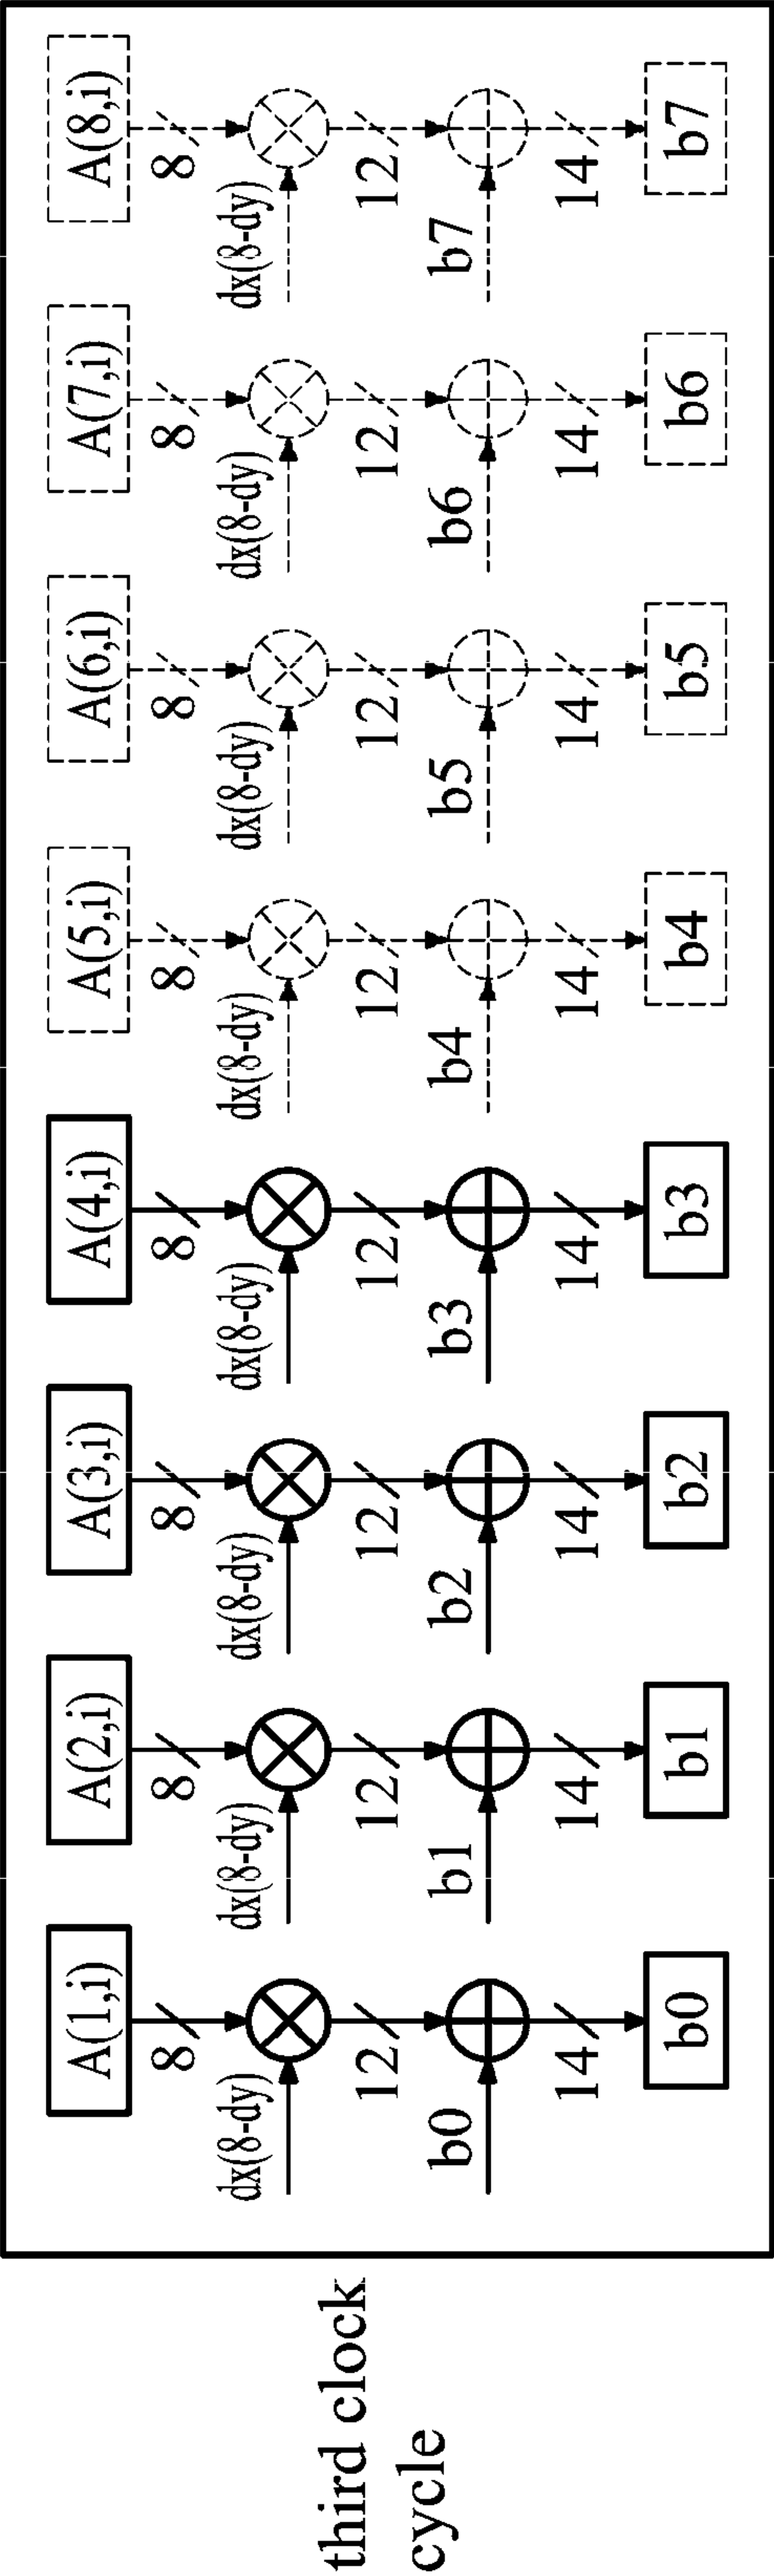 third clock
cycle
A(1,i)
A(2,i)
A(3,i)
A(4,i)
A(5,i)
A(6,i)
A(7,i)
A(8,i)
8
8
8
8
8
8
8
8
dx(8-dy)
dx(8-dy)
dx(8-dy)
dx(8-dy)
dx(8-dy)
dx(8-dy)
dx(8-dy)
dx(8-dy)
12
12
12
12
12
12
12
12
b0
b1
b2
b3
b4
b5
b6
b7
14
14
14
14
14
14
14
14
b0
b1
b2
b3
b4
b5
b6
b7